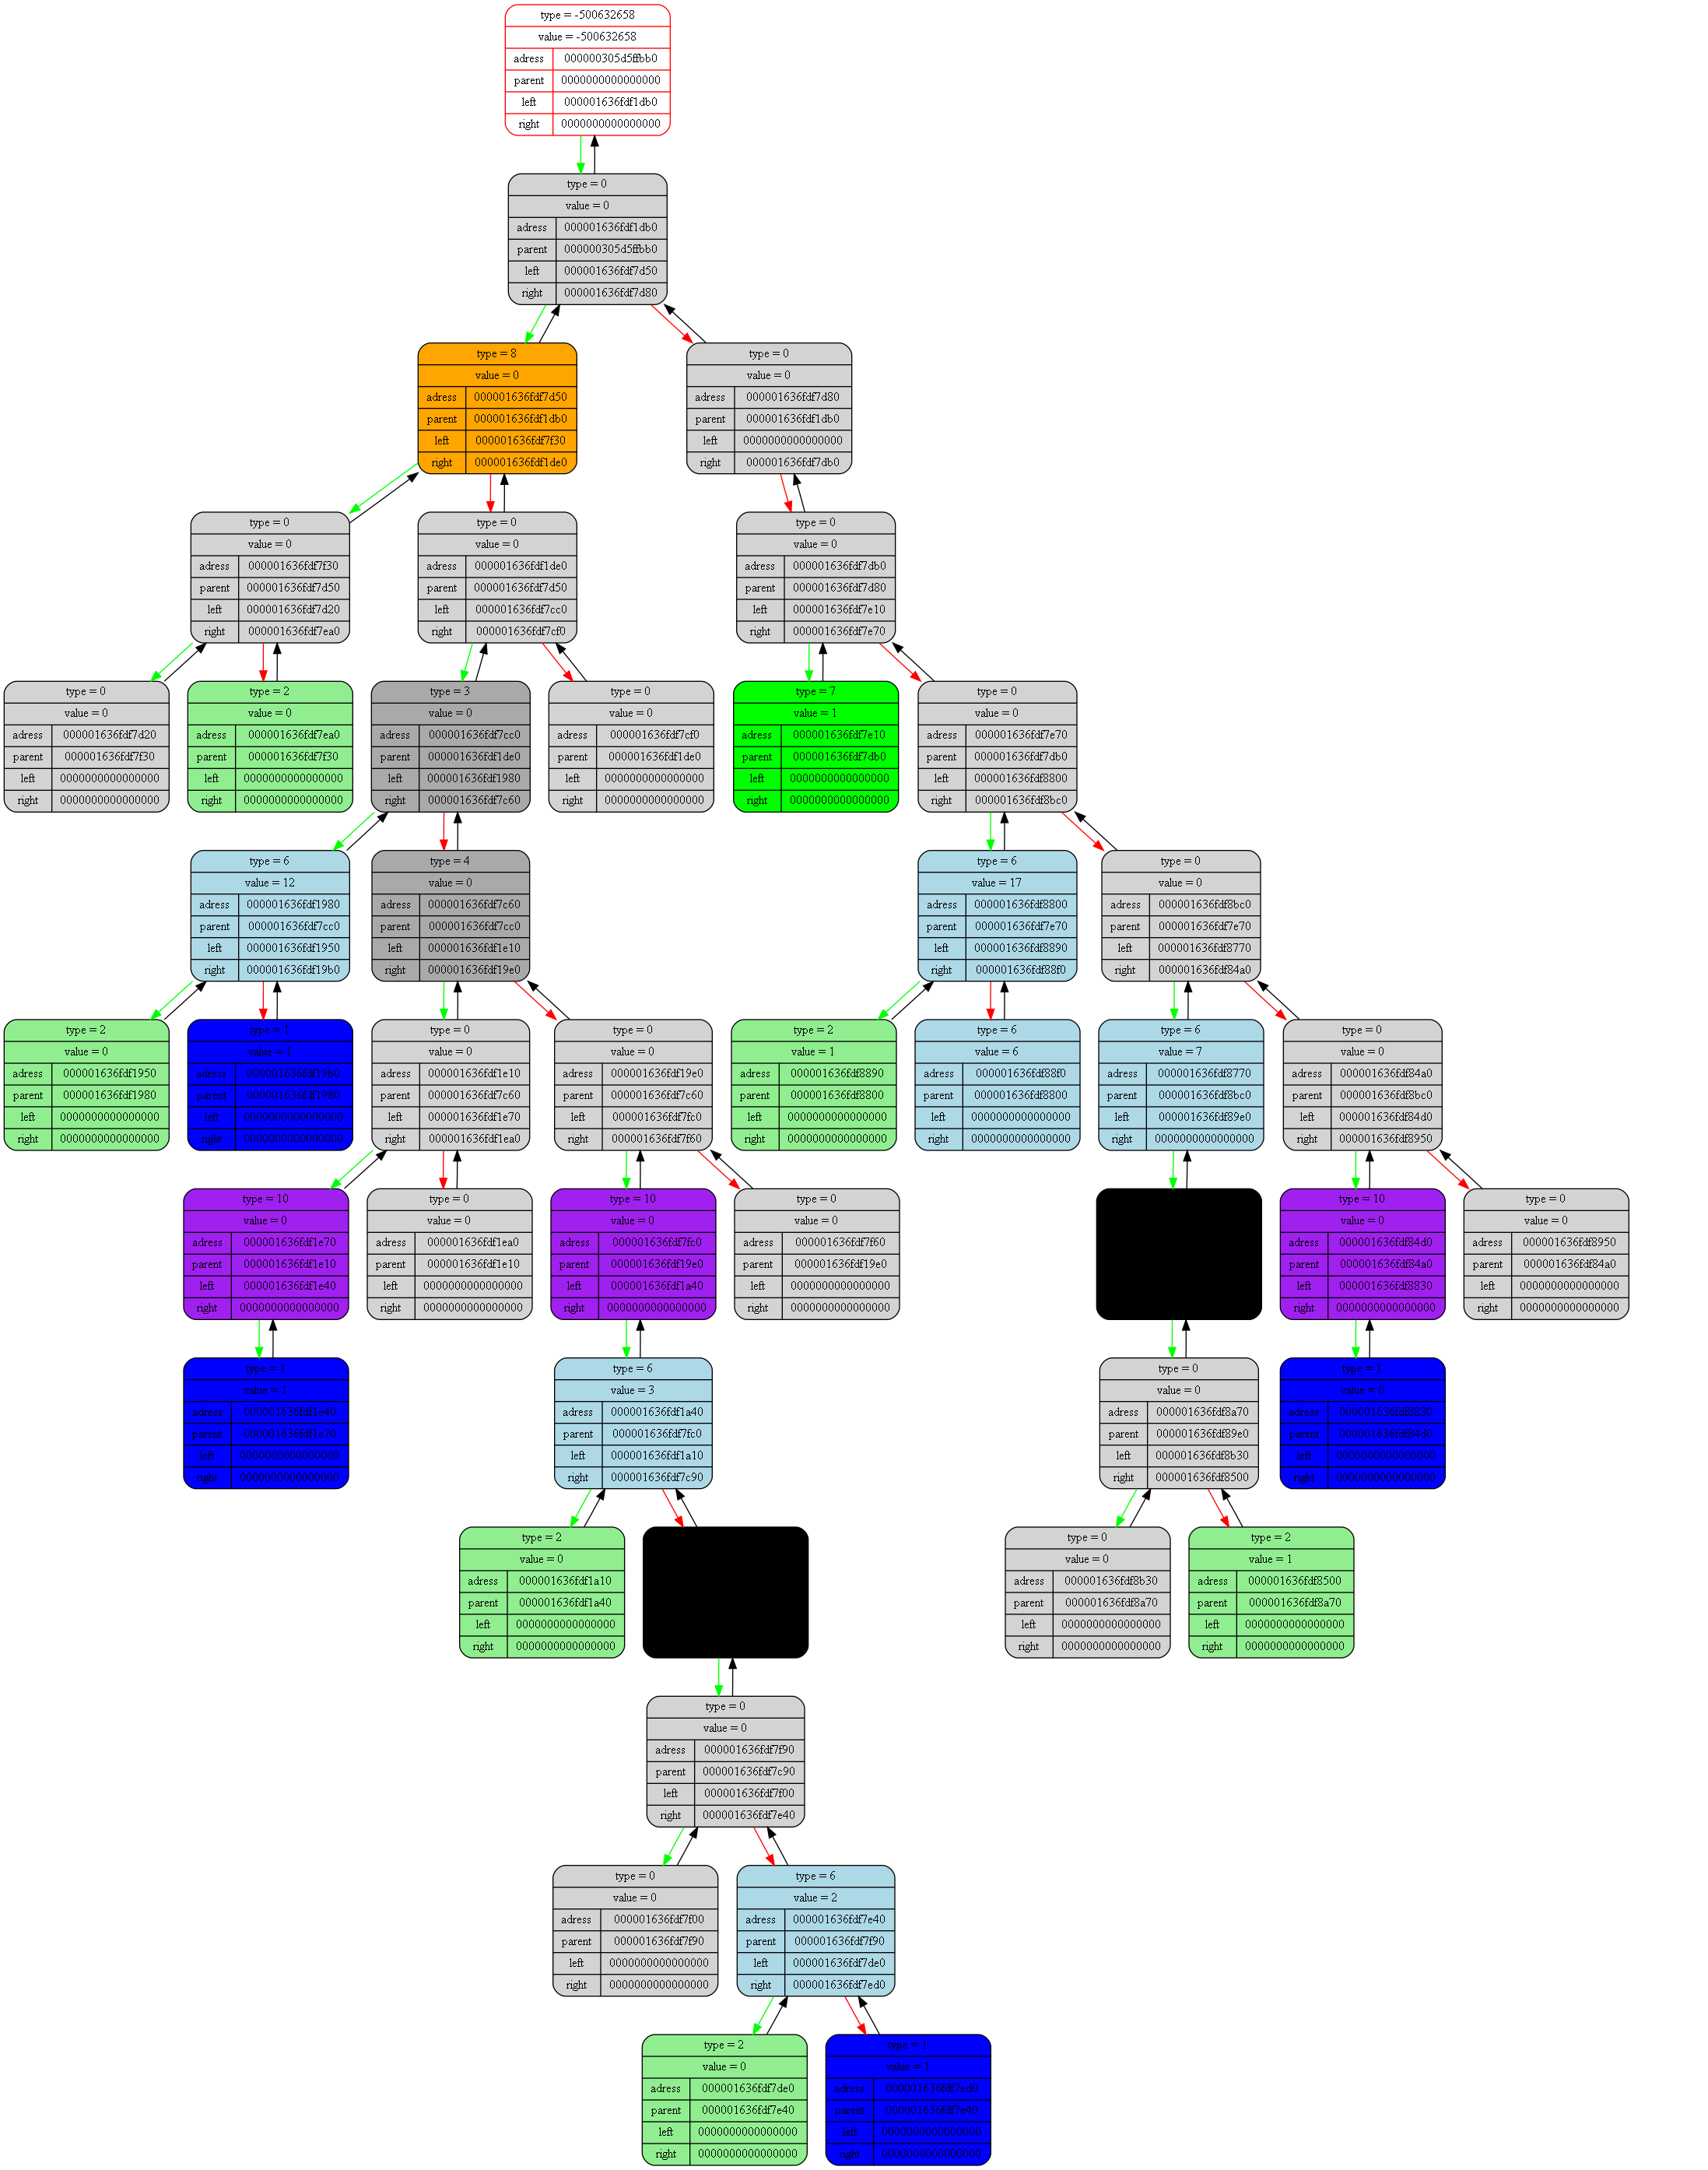 type = -500632658
value = -500632658
adress 000000305d5ffbb0
parent 0000000000000000
left 000001636fdf1db0
right 0000000000000000
type = 0
value = 0
adress 000001636fdf1db0
parent 000000305d5ffbb0
left 000001636fdf7d50
right 000001636fdf7d80
type = 8
value = 0
adress 000001636fdf7d50
parent 000001636fdf1db0
left 000001636fdf7f30
right 000001636fdf1de0
type = 0
value = 0
adress 000001636fdf7d80
parent 000001636fdf1db0
left 0000000000000000
right 000001636fdf7db0
type = 0
value = 0
adress 000001636fdf7f30
parent 000001636fdf7d50
left 000001636fdf7d20
right 000001636fdf7ea0
type = 0
value = 0
adress 000001636fdf1de0
parent 000001636fdf7d50
left 000001636fdf7cc0
right 000001636fdf7cf0
type = 0
value = 0
adress 000001636fdf7db0
parent 000001636fdf7d80
left 000001636fdf7e10
right 000001636fdf7e70
type = 0
value = 0
adress 000001636fdf7d20
parent 000001636fdf7f30
left 0000000000000000
right 0000000000000000
type = 2
value = 0
adress 000001636fdf7ea0
parent 000001636fdf7f30
left 0000000000000000
right 0000000000000000
type = 3
value = 0
adress 000001636fdf7cc0
parent 000001636fdf1de0
left 000001636fdf1980
right 000001636fdf7c60
type = 0
value = 0
adress 000001636fdf7cf0
parent 000001636fdf1de0
left 0000000000000000
right 0000000000000000
type = 7
value = 1
adress 000001636fdf7e10
parent 000001636fdf7db0
left 0000000000000000
right 0000000000000000
type = 0
value = 0
adress 000001636fdf7e70
parent 000001636fdf7db0
left 000001636fdf8800
right 000001636fdf8bc0
type = 6
value = 12
adress 000001636fdf1980
parent 000001636fdf7cc0
left 000001636fdf1950
right 000001636fdf19b0
type = 4
value = 0
adress 000001636fdf7c60
parent 000001636fdf7cc0
left 000001636fdf1e10
right 000001636fdf19e0
type = 6
value = 17
adress 000001636fdf8800
parent 000001636fdf7e70
left 000001636fdf8890
right 000001636fdf88f0
type = 0
value = 0
adress 000001636fdf8bc0
parent 000001636fdf7e70
left 000001636fdf8770
right 000001636fdf84a0
type = 2
value = 0
adress 000001636fdf1950
parent 000001636fdf1980
left 0000000000000000
right 0000000000000000
type = 1
value = 1
adress 000001636fdf19b0
parent 000001636fdf1980
left 0000000000000000
right 0000000000000000
type = 0
value = 0
adress 000001636fdf1e10
parent 000001636fdf7c60
left 000001636fdf1e70
right 000001636fdf1ea0
type = 0
value = 0
adress 000001636fdf19e0
parent 000001636fdf7c60
left 000001636fdf7fc0
right 000001636fdf7f60
type = 2
value = 1
adress 000001636fdf8890
parent 000001636fdf8800
left 0000000000000000
right 0000000000000000
type = 6
value = 6
adress 000001636fdf88f0
parent 000001636fdf8800
left 0000000000000000
right 0000000000000000
type = 6
value = 7
adress 000001636fdf8770
parent 000001636fdf8bc0
left 000001636fdf89e0
right 0000000000000000
type = 0
value = 0
adress 000001636fdf84a0
parent 000001636fdf8bc0
left 000001636fdf84d0
right 000001636fdf8950
type = 10
value = 0
adress 000001636fdf1e70
parent 000001636fdf1e10
left 000001636fdf1e40
right 0000000000000000
type = 0
value = 0
adress 000001636fdf1ea0
parent 000001636fdf1e10
left 0000000000000000
right 0000000000000000
type = 10
value = 0
adress 000001636fdf7fc0
parent 000001636fdf19e0
left 000001636fdf1a40
right 0000000000000000
type = 0
value = 0
adress 000001636fdf7f60
parent 000001636fdf19e0
left 0000000000000000
right 0000000000000000
type = 10
value = 0
adress 000001636fdf84d0
parent 000001636fdf84a0
left 000001636fdf8830
right 0000000000000000
type = 0
value = 0
adress 000001636fdf8950
parent 000001636fdf84a0
left 0000000000000000
right 0000000000000000
type = 1
value = 1
adress 000001636fdf1e40
parent 000001636fdf1e70
left 0000000000000000
right 0000000000000000
type = 6
value = 3
adress 000001636fdf1a40
parent 000001636fdf7fc0
left 000001636fdf1a10
right 000001636fdf7c90
type = 0
value = 0
adress 000001636fdf8a70
parent 000001636fdf89e0
left 000001636fdf8b30
right 000001636fdf8500
type = 1
value = 0
adress 000001636fdf8830
parent 000001636fdf84d0
left 0000000000000000
right 0000000000000000
type = 2
value = 0
adress 000001636fdf1a10
parent 000001636fdf1a40
left 0000000000000000
right 0000000000000000
type = 0
value = 0
adress 000001636fdf8b30
parent 000001636fdf8a70
left 0000000000000000
right 0000000000000000
type = 2
value = 1
adress 000001636fdf8500
parent 000001636fdf8a70
left 0000000000000000
right 0000000000000000
type = 0
value = 0
adress 000001636fdf7f90
parent 000001636fdf7c90
left 000001636fdf7f00
right 000001636fdf7e40
type = 0
value = 0
adress 000001636fdf7f00
parent 000001636fdf7f90
left 0000000000000000
right 0000000000000000
type = 6
value = 2
adress 000001636fdf7e40
parent 000001636fdf7f90
left 000001636fdf7de0
right 000001636fdf7ed0
type = 2
value = 0
adress 000001636fdf7de0
parent 000001636fdf7e40
left 0000000000000000
right 0000000000000000
type = 1
value = 1
adress 000001636fdf7ed0
parent 000001636fdf7e40
left 0000000000000000
right 0000000000000000